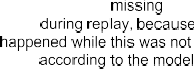 missing
during replay, because
happened while this was not
according to the model